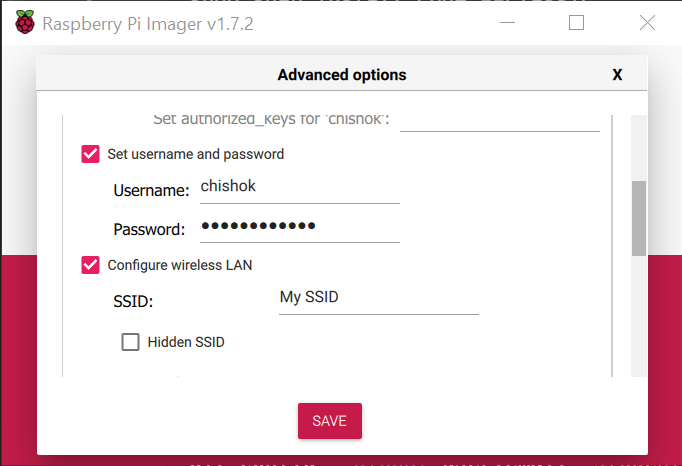 Raspberry Pi Imager v1.7.2
Advanced options X
Set authorized_keys for 'chishok':
Set username and password
Username: chishok
Password: ●●●●●●●●●●●●
Configure wireless LAN
SSID: My SSID
Hidden SSID
SAVE